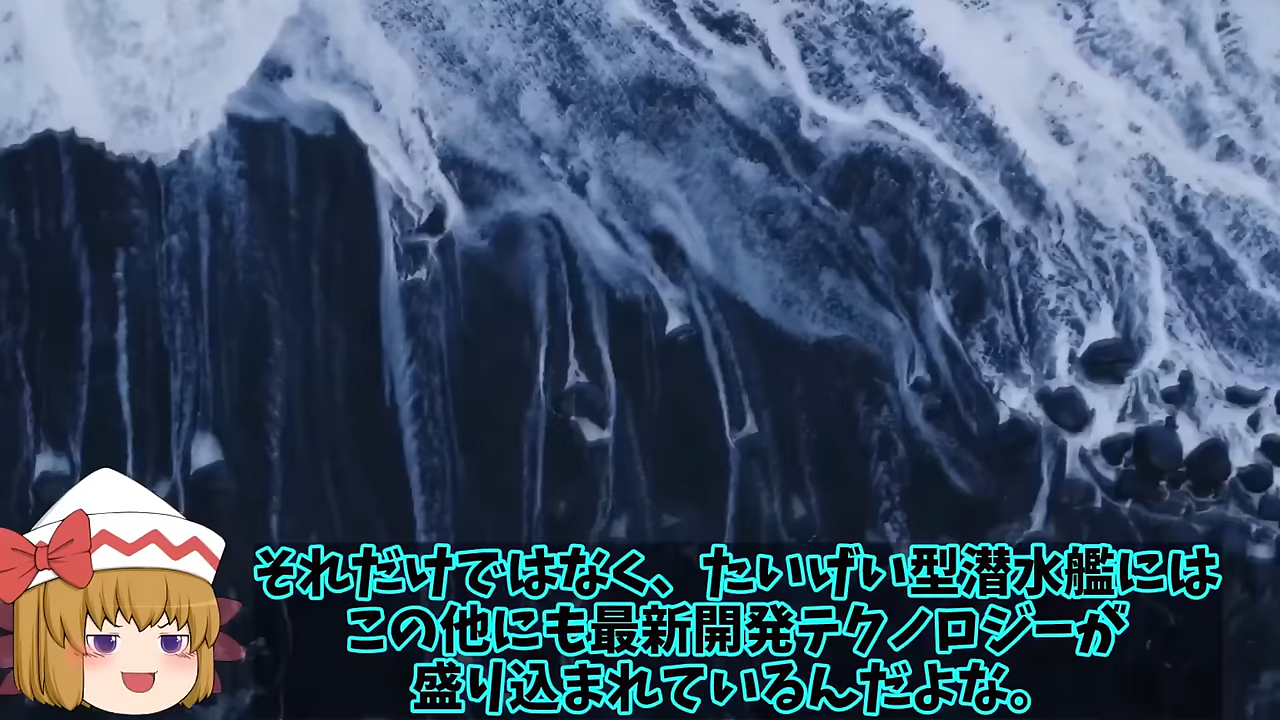 それだけではなく、たいげい型潜水艦には
この他にも最新開発テクノロジーが
盛り込まれているんだよな。